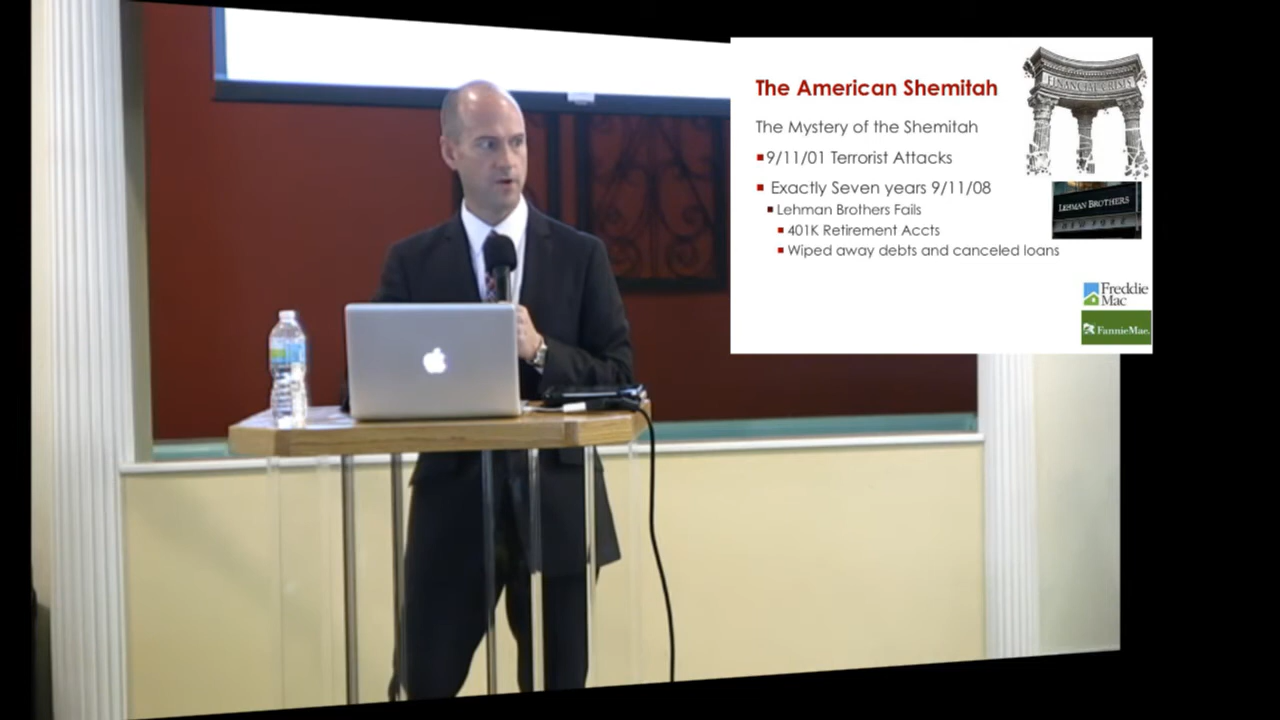 The American Shemitah
The Mystery of the Shemitah
9/11/01 Terrorist Attacks
Exactly Seven years 9/11/08
Lehman Brothers Fails
401K Retirement Accts
Wiped away debts and canceled loans
FINANCIAL CRISIS
LEHMAN BROTHERS
NEW YORK
Freddie
Mac
FannieMae.